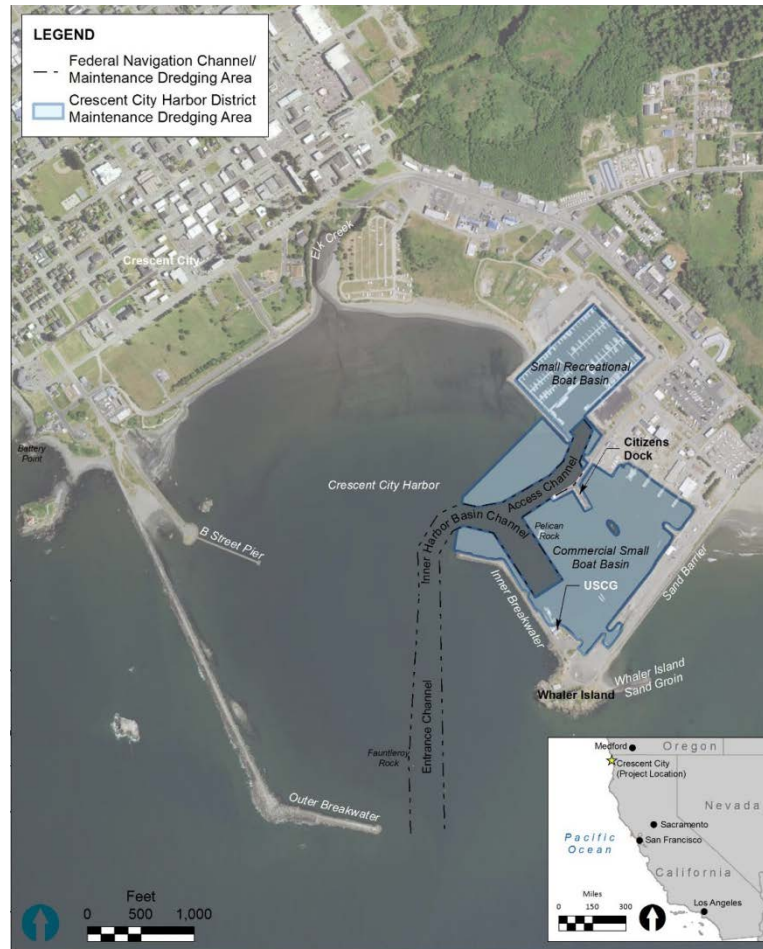 LEGEND
Federal Navigation Channel/
Maintenance Dredging Area
Crescent City Harbor District
Maintenance Dredging Area
Elk Creek
Crescent City
Small Recreational
Boat Basin
Citizens
Dock
Battery
Point
Crescent City Harbor
Access Channel
Inner Harbor Basin Channel
Pelican
Rock
B Street Pier
Commercial Small
Boat Basin
USCG
Sand Barrier
Inner Breakwater
Whaler Island
Sand Groin
Whaler Island
Entrance Channel
Fauntleroy
Rock
Outer Breakwater
Feet
0 500 1,000
Medford
Oregon
Crescent City
(Project Location)
Nevada
Sacramento
San Francisco
Pacific
Ocean
California
Miles
0 150 300
Los Angeles